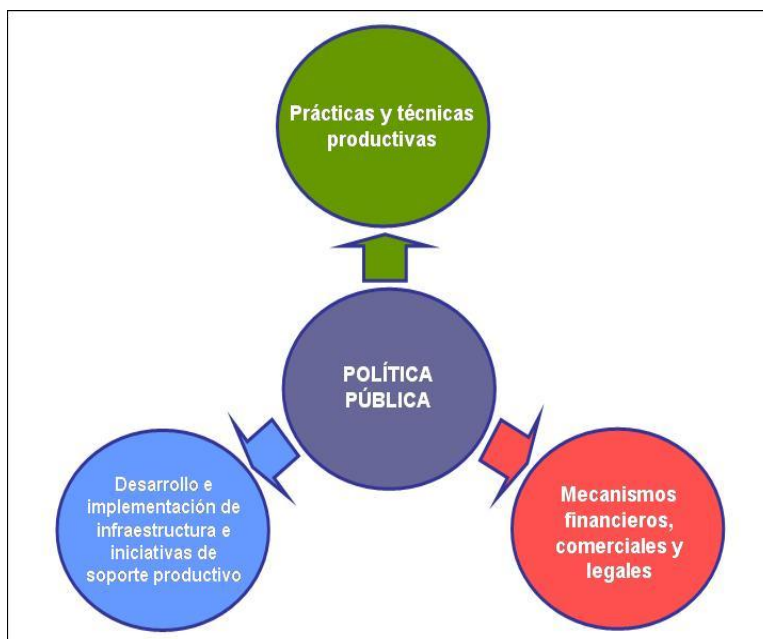 Prácticas y técnicas
productivas
POLÍTICA
PÚBLICA
Desarrollo e
implementación de
infraestructura e
iniciativas de
soporte productivo
Mecanismos
financieros,
comerciales y
legales